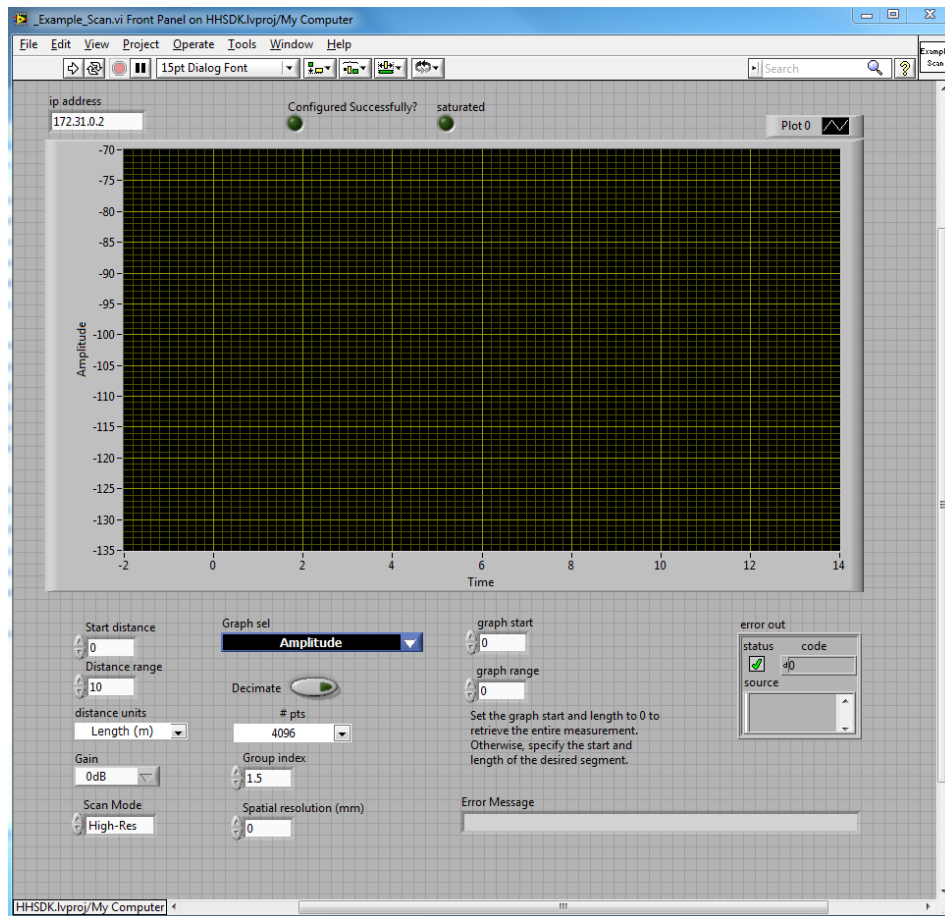 _Example_Scan.vi Front Panel on HHSDK.lvproj/My Computer
File Edit View Project Operate Tools Window Help
15pt Dialog Font
Search
Example
Scan
ip address
172.31.0.2
Configured Successfully?
saturated
Plot 0
-70
-75
-80
-85
-90
-95
-100
-105
-110
-115
-120
-125
-130
-135
Amplitude
-2 0 2 4 6 8 10 12 14
Time
Start distance
0
Distance range
10
distance units
Length (m)
Gain
0dB
Scan Mode
High-Res
Graph sel
Amplitude
Decimate
# pts
4096
Group index
1.5
Spatial resolution (mm)
0
graph start
0
graph range
0
Set the graph start and length to 0 to
retrieve the entire measurement.
Otherwise, specify the start and
length of the desired segment.
Error Message
error out
status code
d0
source
HHSDK.lvproj/My Computer